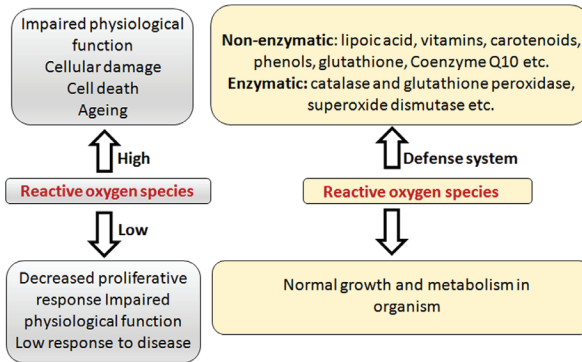 Impaired physiological
function
Cellular damage
Cell death
Ageing
High
Reactive oxygen species
Low
Decreased proliferative
response Impaired
physiological function
Low response to disease
Non-enzymatic: lipoic acid, vitamins, carotenoids,
phenols, glutathione, Coenzyme Q10 etc.
Enzymatic: catalase and glutathione peroxidase,
superoxide dismutase etc.
Defense system
Reactive oxygen species
Normal growth and metabolism in
organism